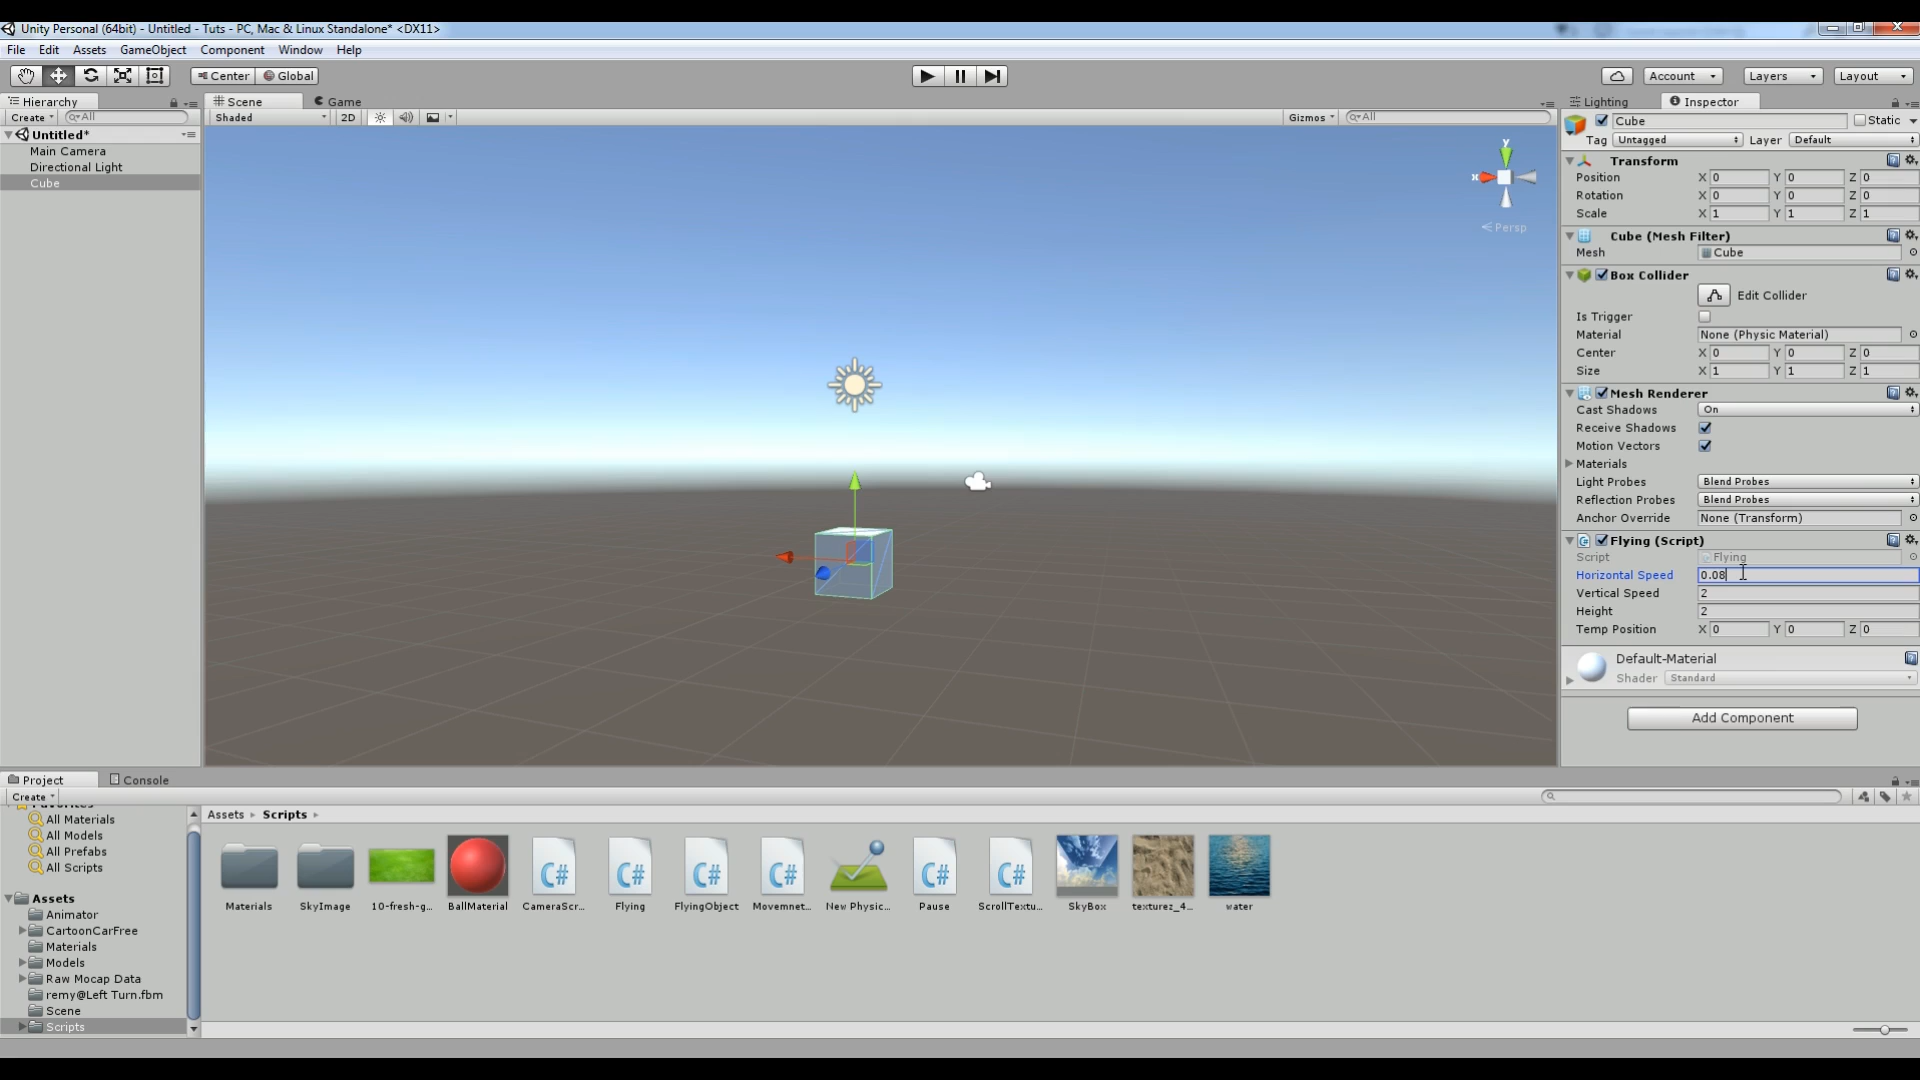 Unity Personal (64bit) - Untitled - Tuts - PC, Mac & Linux Standalone* <DX11>
File Edit Assets GameObject Component Window Help
Center Global Account Layers Layout
Hierarchy
Create All
Untitled*
Main Camera
Directional Light
Cube
Scene Game
Shaded 2D Gizmos All
y
x
Persp
Lighting Inspector
Cube Static
Tag Untagged Layer Default
Transform
Position X 0 Y 0 Z 0
Rotation X 0 Y 0 Z 0
Scale X 1 Y 1 Z 1
Cube (Mesh Filter)
Mesh Cube
Box Collider
Edit Collider
Is Trigger
Material None (Physic Material)
Center X 0 Y 0 Z 0
Size X 1 Y 1 Z 1
Mesh Renderer
Cast Shadows On
Receive Shadows
Motion Vectors
Materials
Light Probes Blend Probes
Reflection Probes Blend Probes
Anchor Override None (Transform)
Flying (Script)
Script Flying
Horizontal Speed 0.08
Vertical Speed 2
Height 2
Temp Position X 0 Y 0 Z 0
Default-Material
Shader Standard
Add Component
Project Console
Create
Favorites
All Materials
All Models
All Prefabs
All Scripts
Assets
Animator
CartoonCarFree
Materials
Models
Raw Mocap Data
remy@Left Turn.fbm
Scene
Scripts
Assets Scripts
C# C# C# C# C# C#
Materials SkyImage 10-fresh-g... BallMaterial CameraScr... Flying FlyingObject Movemnet... New Physic... Pause ScrollTextu... SkyBox texturez_4... water